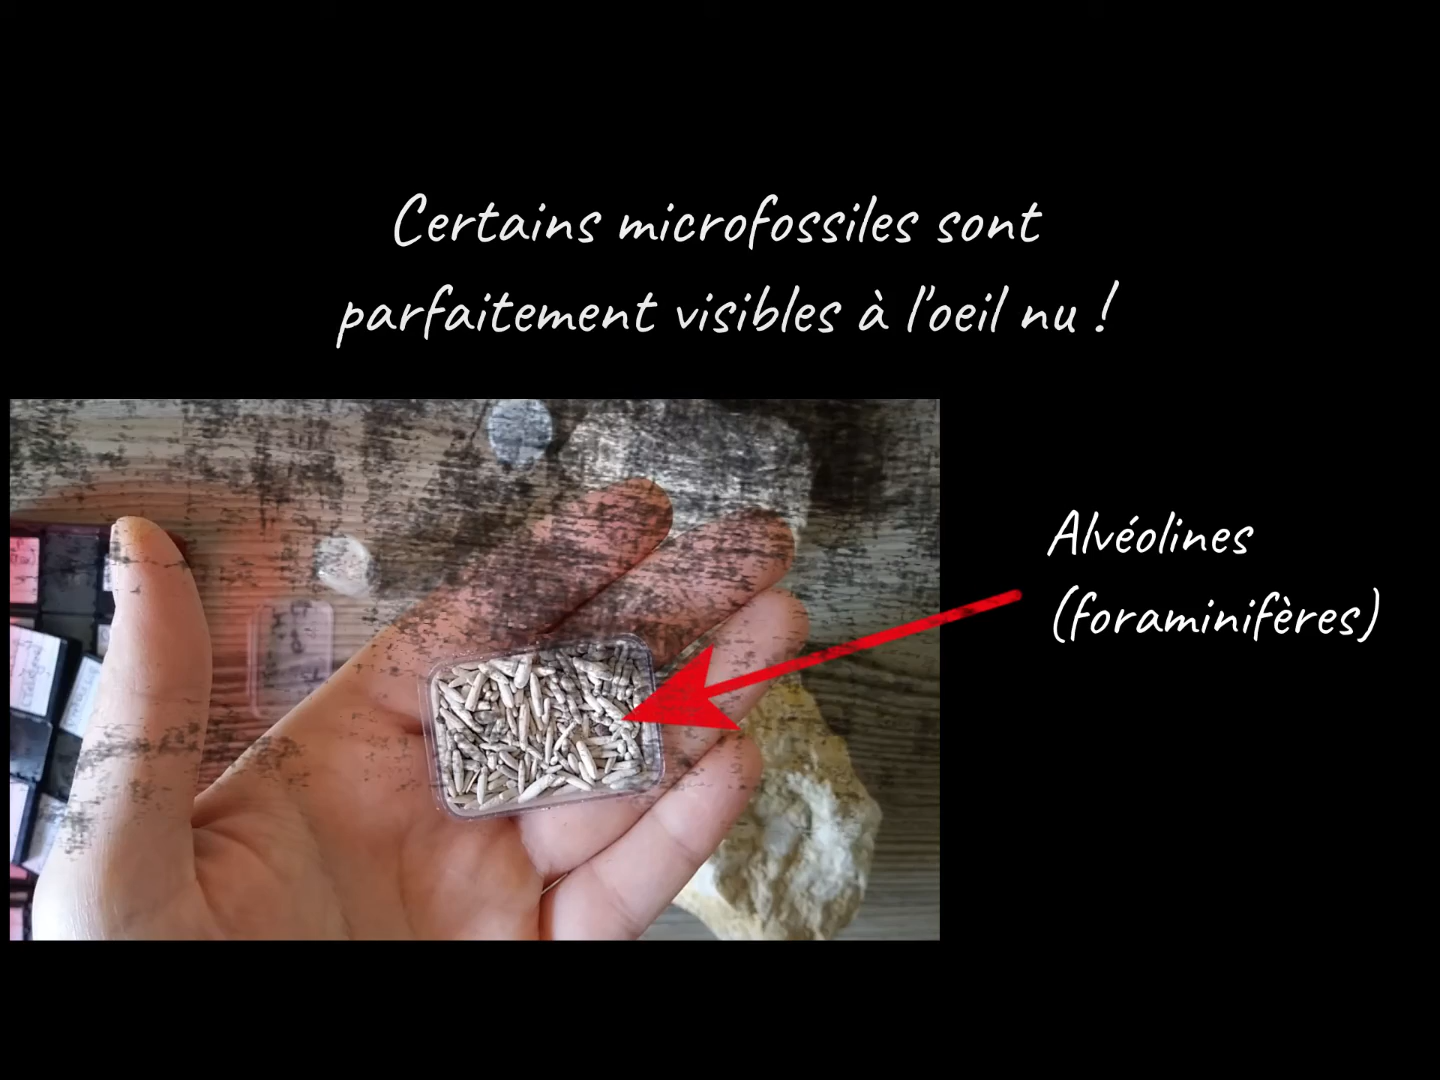 Certains microfossiles sont
parfaitement visibles à l'oeil nu !
Alvéolines
(foraminifères)